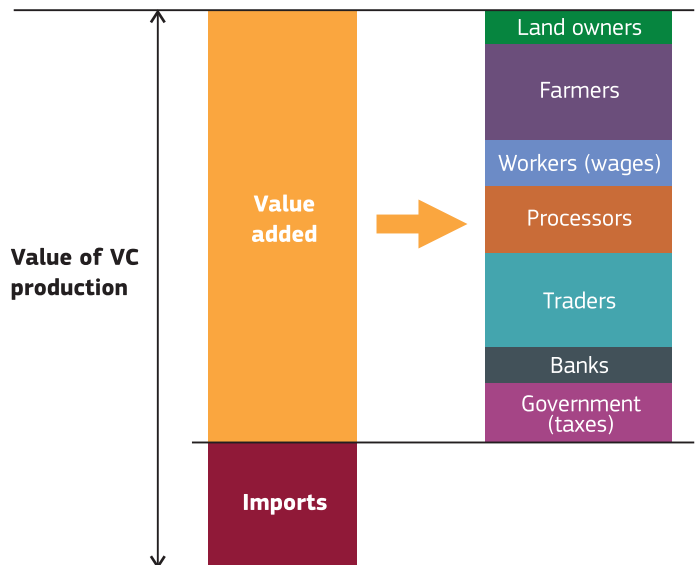 Value of VC
production
Value
added
Imports
Land owners
Farmers
Workers (wages)
Processors
Traders
Banks
Government
(taxes)